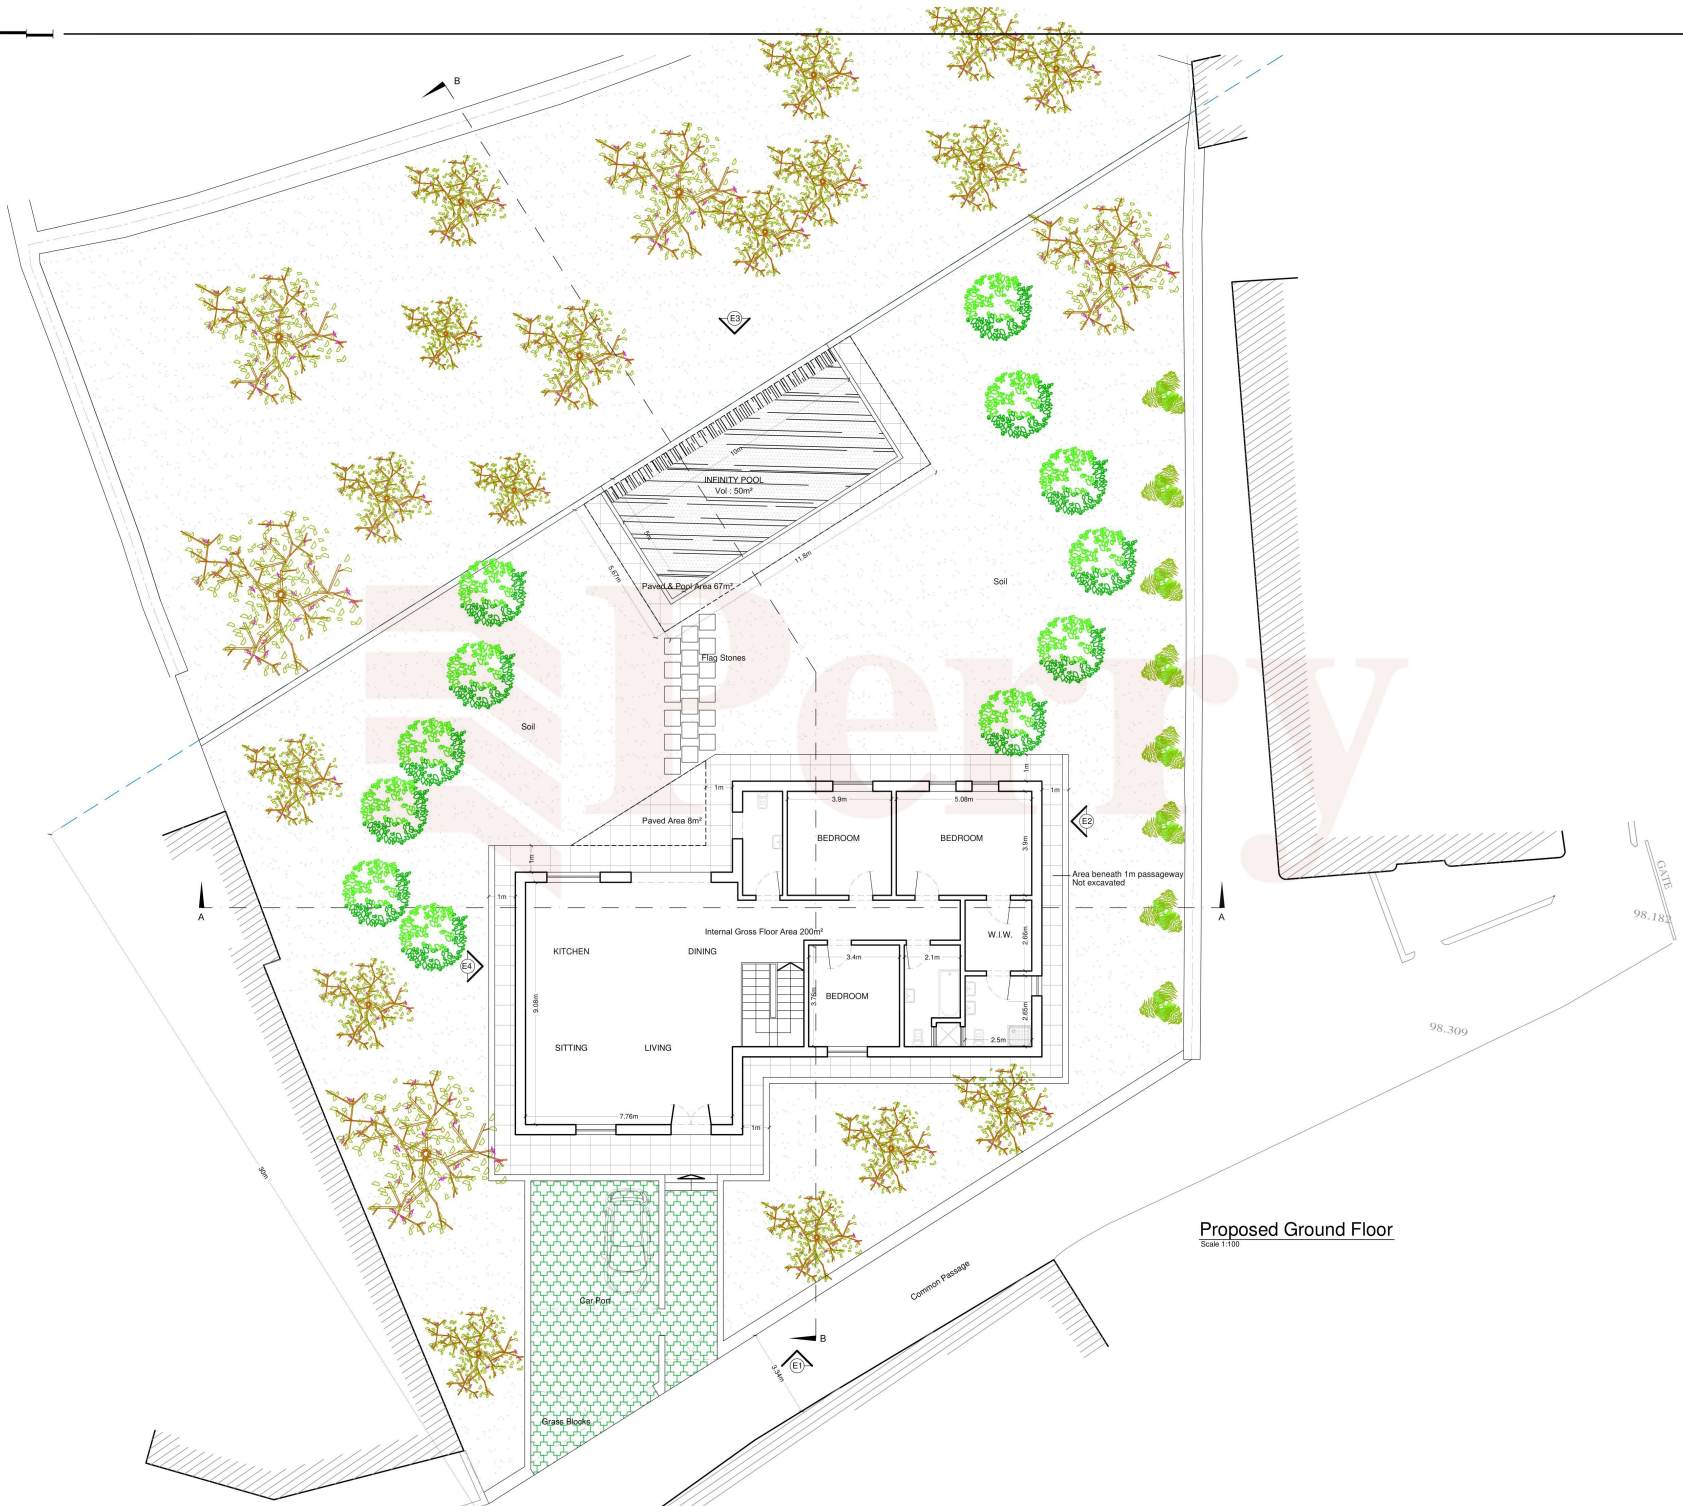 B
E3
10m
INFINITY POOL
Vol : 50m²
5m
5.67m
11.8m
Paved & Pool Area 67m²
Soil
Flag Stones
Soil
Perry
1m
1m
1m
3.9m
5.08m
Paved Area 8m²
BEDROOM
BEDROOM
3.9m
E2
1m
Area beneath 1m passageway
Not excavated
1m
A
A
GATE
98.182
Internal Gross Floor Area 200m²
W.I.W.
2.66m
KITCHEN
DINING
3.4m
2.1m
E4
9.08m
BEDROOM
3.78m
2.65m
98.309
SITTING
LIVING
2.5m
7.76m
1m
30m
Proposed Ground Floor
Scale 1:100
Common Passage
Car Port
B
E1
3.34m
Grass Blocks